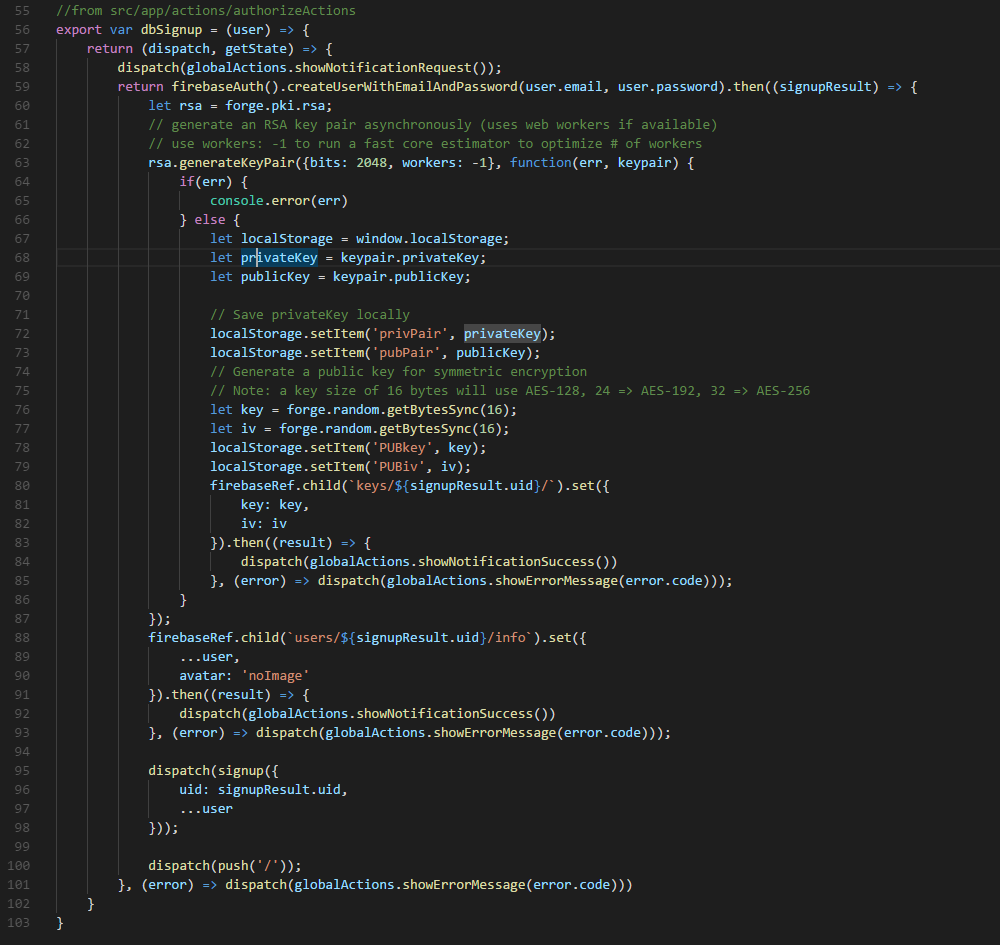 55 //from src/app/actions/authorizeActions
56 export var dbSignup = (user) => {
57     return (dispatch, getState) => {
58         dispatch(globalActions.showNotificationRequest());
59         return firebaseAuth().createUserWithEmailAndPassword(user.email, user.password).then((signupResult) => {
60             let rsa = forge.pki.rsa;
61             // generate an RSA key pair asynchronously (uses web workers if available)
62             // use workers: -1 to run a fast core estimator to optimize # of workers
63             rsa.generateKeyPair({bits: 2048, workers: -1}, function(err, keypair) {
64                 if(err) {
65                     console.error(err)
66                 } else {
67                     let localStorage = window.localStorage;
68                     let privateKey = keypair.privateKey;
69                     let publicKey = keypair.publicKey;
70
71                     // Save privateKey locally
72                     localStorage.setItem('privPair', privateKey);
73                     localStorage.setItem('pubPair', publicKey);
74                     // Generate a public key for symmetric encryption
75                     // Note: a key size of 16 bytes will use AES-128, 24 => AES-192, 32 => AES-256
76                     let key = forge.random.getBytesSync(16);
77                     let iv = forge.random.getBytesSync(16);
78                     localStorage.setItem('PUBkey', key);
79                     localStorage.setItem('PUBiv', iv);
80                     firebaseRef.child(`keys/${signupResult.uid}/`).set({
81                         key: key,
82                         iv: iv
83                     }).then((result) => {
84                         dispatch(globalActions.showNotificationSuccess())
85                     }, (error) => dispatch(globalActions.showErrorMessage(error.code)));
86                 }
87             });
88             firebaseRef.child(`users/${signupResult.uid}/info`).set({
89                 ...user,
90                 avatar: 'noImage'
91             }).then((result) => {
92                 dispatch(globalActions.showNotificationSuccess())
93             }, (error) => dispatch(globalActions.showErrorMessage(error.code)));
94
95             dispatch(signup({
96                 uid: signupResult.uid,
97                 ...user
98             }));
99
100             dispatch(push('/'));
101         }, (error) => dispatch(globalActions.showErrorMessage(error.code)))
102     }
103 }